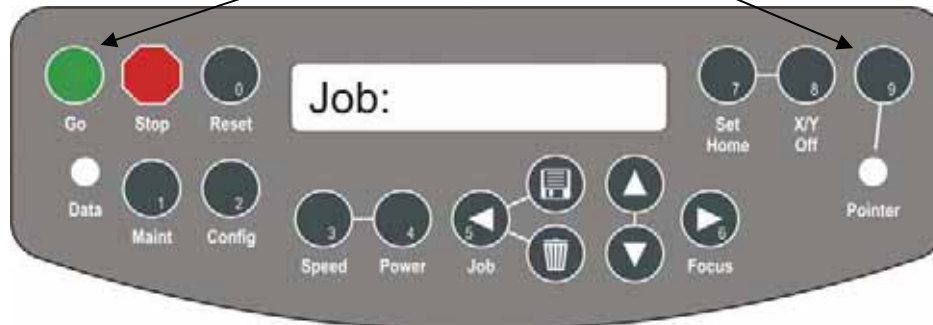 0
Job:
7
8
9
Go
Stop
Reset
Set
Home
X/Y
Off
Data
1
2
Pointer
Maint
Config
3
4
5
6
Speed
Power
Job
Focus